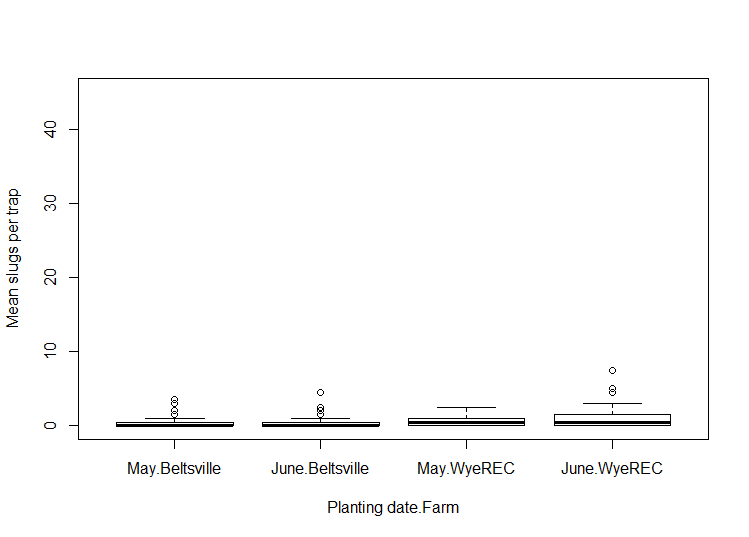 Mean slugs per trap
40
30
20
10
0
May.Beltsville June.Beltsville May.WyeREC June.WyeREC
Planting date.Farm